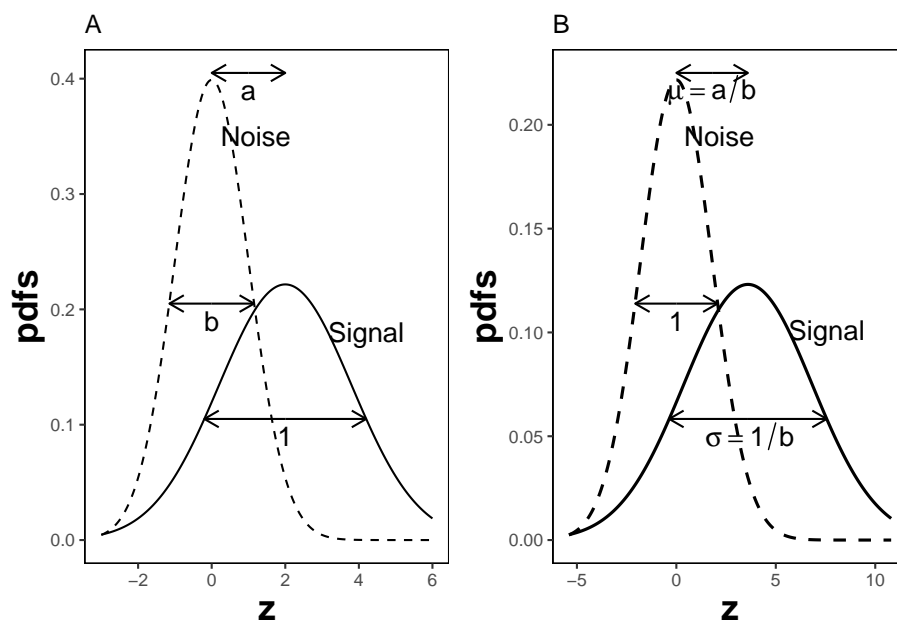 A
pdfs
0.4
0.3
0.2
0.1
0.0
a
Noise
b
Signal
1
−2
0
2
4
6
z
B
pdfs
0.20
0.15
0.10
0.05
0.00
μ = a/b
Noise
1
Signal
σ = 1/b
−5
0
5
10
z